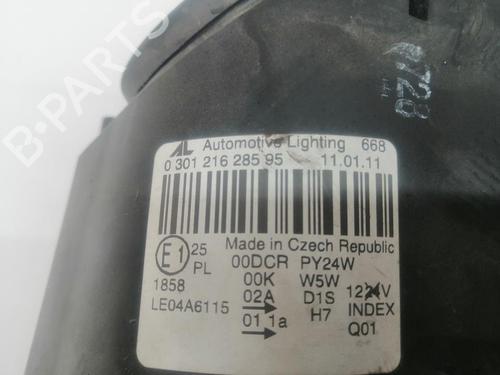 B-PARTS
728
AL Automotive Lighting 668
0 301 216 285 95 11.01.11
Made in Czech Republic
E1 25 00DCR PY24W
PL 00K W5W
1858 02A D1S 12V
LE04A6115 01 1a H7 INDEX
Q01